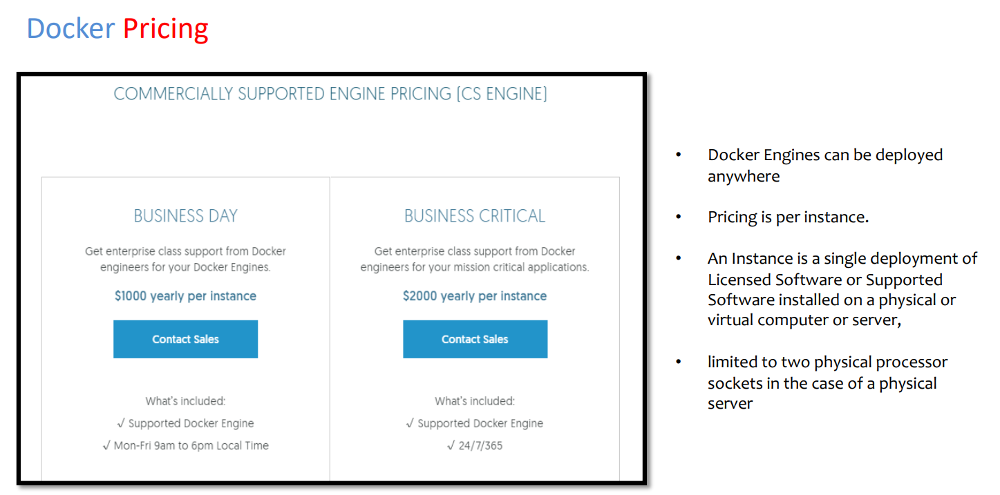 Docker Pricing
COMMERCIALLY SUPPORTED ENGINE PRICING (CS ENGINE)
BUSINESS DAY
Get enterprise class support from Docker
engineers for your Docker Engines.
$1000 yearly per instance
Contact Sales
What's included:
√ Supported Docker Engine
√ Mon-Fri 9am to 6pm Local Time
BUSINESS CRITICAL
Get enterprise class support from Docker
engineers for your mission critical applications.
$2000 yearly per instance
Contact Sales
What's included:
√ Supported Docker Engine
√ 24/7/365
• Docker Engines can be deployed
anywhere
• Pricing is per instance.
• An Instance is a single deployment of
Licensed Software or Supported
Software installed on a physical or
virtual computer or server,
• limited to two physical processor
sockets in the case of a physical
server